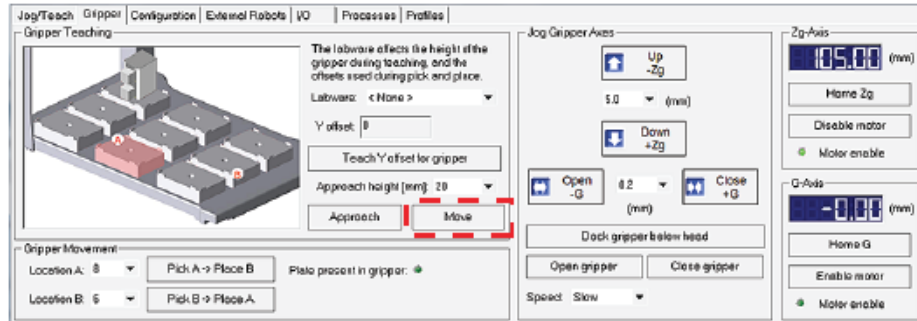 Jog/Teach Gripper Configuration External Robots I/O Processes Profiles
Gripper Teaching
The labware affects the height of the
gripper during teaching, and the
offsets used during pick and place.
Labware: < None >
Y offset: 0
Teach Y offset for gripper
Approach height [mm]: 20
Approach Move
A
B
Gripper Movement
Location A: 8 Pick A -> Place B Plate present in gripper:
Location B: 6 Pick B -> Place A
Jog Gripper Axes
Up
-Zg
5.0 (mm)
Down
+Zg
Open
-G
0.2
(mm)
Close
+G
Dock gripper below head
Open gripper Close gripper
Speed: Slow
Zg-Axis
105.00 (mm)
Home Zg
Disable motor
Motor enable
G-Axis
-0.00 (mm)
Home G
Enable motor
Motor enable